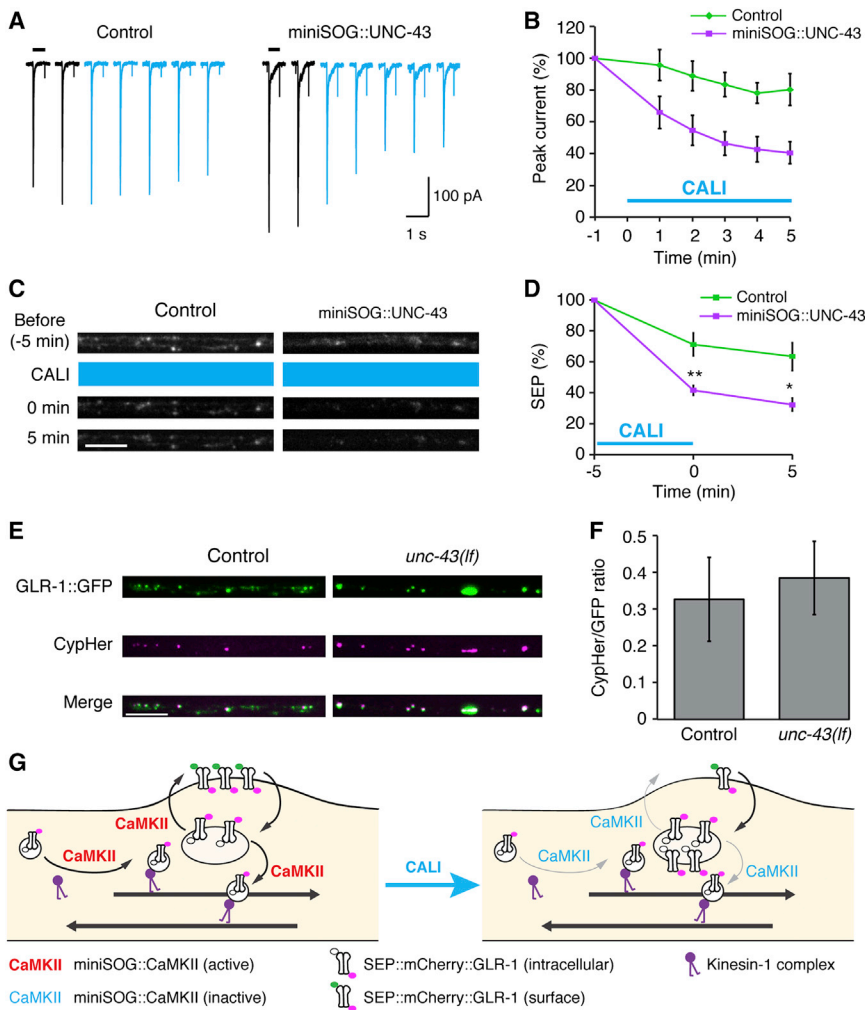 A
Control
miniSOG::UNC-43
100 pA
1 s
B
Control
miniSOG::UNC-43
Peak current (%)
120
100
80
60
40
20
0
CALI
-1 0 1 2 3 4 5
Time (min)
C
Control
miniSOG::UNC-43
Before
(-5 min)
CALI
0 min
5 min
D
Control
miniSOG::UNC-43
SEP (%)
100
80
60
40
20
0
**
*
CALI
-5 0 5
Time (min)
E
Control
unc-43(lf)
GLR-1::GFP
CypHer
Merge
F
CypHer/GFP ratio
0.5
0.4
0.3
0.2
0.1
0
Control
unc-43(lf)
G
CaMKII
CaMKII
CaMKII
CALI
CaMKII
CaMKII
CaMKII
CaMKII miniSOG::CaMKII (active)
CaMKII miniSOG::CaMKII (inactive)
SEP::mCherry::GLR-1 (intracellular)
SEP::mCherry::GLR-1 (surface)
Kinesin-1 complex